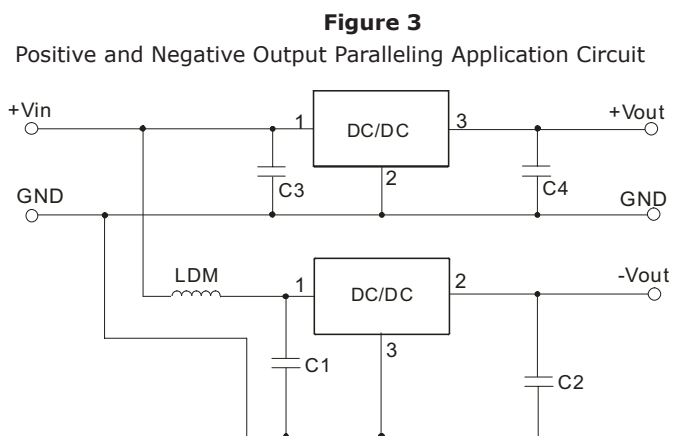 Figure 3
Positive and Negative Output Paralleling Application Circuit
+Vin
1
DC/DC
3
+Vout
2
C3
C4
GND
GND
LDM
1
DC/DC
2
-Vout
3
C1
C2